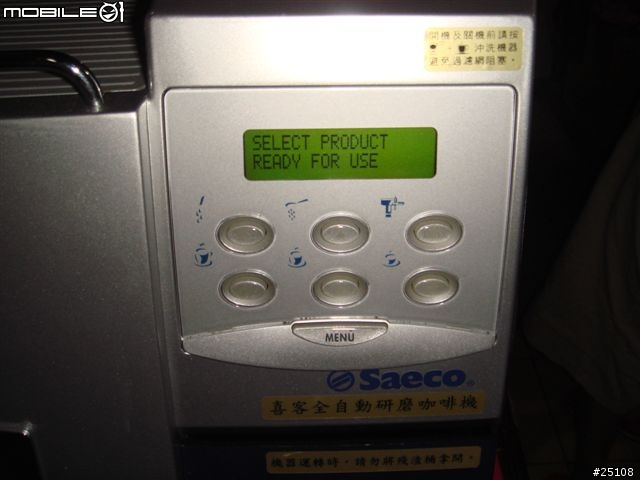 MOBILE01
開機及關機前請按
沖洗機器
避免過濾網阻塞。
SELECT PRODUCT
READY FOR USE
MENU
Saeco
喜客全自動研磨咖啡機
機器運轉時，請勿將殘渣桶拿開。
#25108